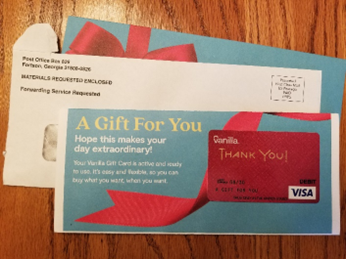 Post Office Box 826
Fortson, Georgia 31808-0826
MATERIALS REQUESTED ENCLOSED
Forwarding Service Requested
A Gift For You
Hope this makes your
day extraordinary!
Your Vanilla Gift Card is active and ready
to use. It's easy and flexible, so you can
buy what you want, when you want.
Vanilla
THANK YOU!
DEBIT
VISA